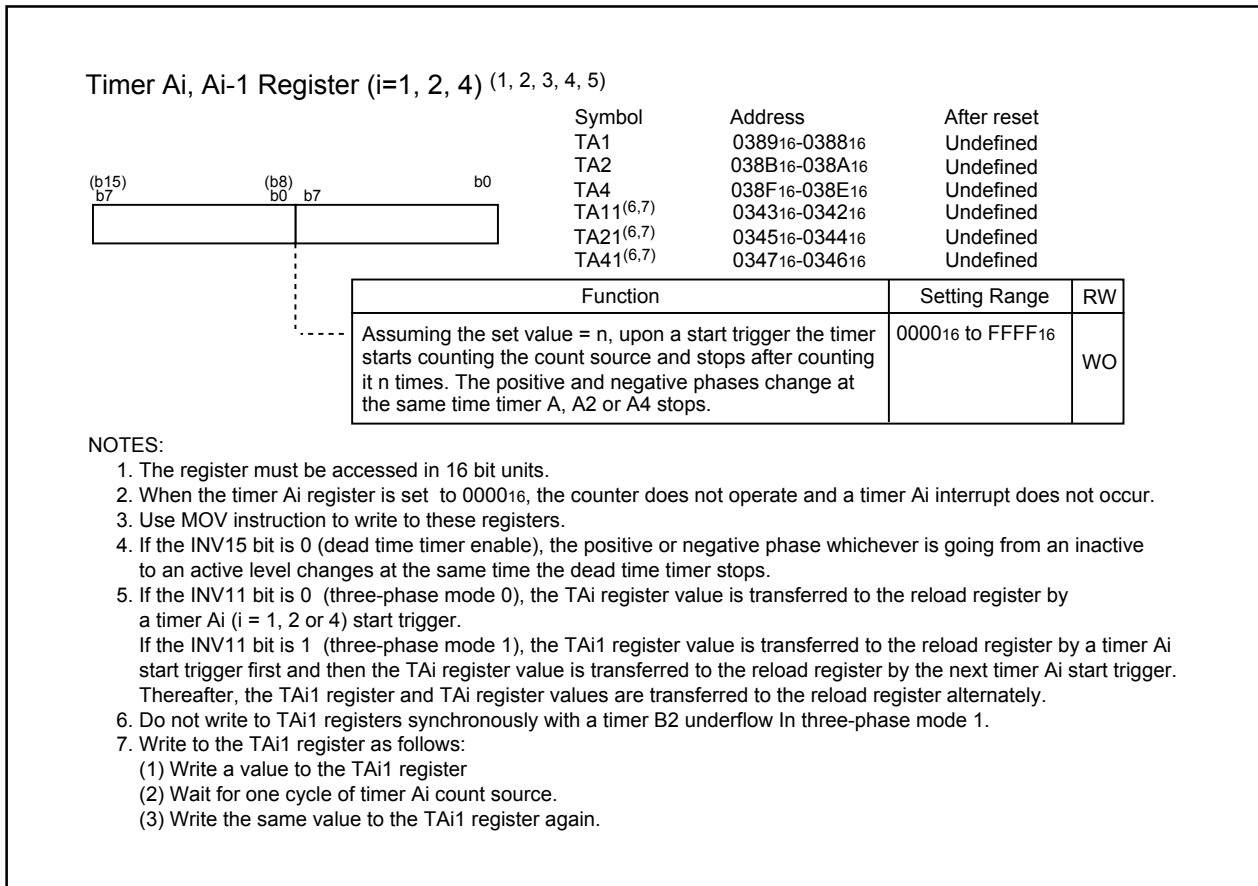 Timer Ai, Ai-1 Register (i=1, 2, 4) (1, 2, 3, 4, 5)
Symbol Address After reset
TA1 038916-038816 Undefined
TA2 038B16-038A16 Undefined
TA4 038F16-038E16 Undefined
TA11(6,7) 034316-034216 Undefined
TA21(6,7) 034516-034416 Undefined
TA41(6,7) 034716-034616 Undefined
(b15) (b8)
b7 b0 b7 b0
Function Setting Range RW
Assuming the set value = n, upon a start trigger the timer 000016 to FFFF16
starts counting the count source and stops after counting
it n times. The positive and negative phases change at
the same time timer A, A2 or A4 stops.
WO
NOTES:
1. The register must be accessed in 16 bit units.
2. When the timer Ai register is set to 000016, the counter does not operate and a timer Ai interrupt does not occur.
3. Use MOV instruction to write to these registers.
4. If the INV15 bit is 0 (dead time timer enable), the positive or negative phase whichever is going from an inactive
to an active level changes at the same time the dead time timer stops.
5. If the INV11 bit is 0 (three-phase mode 0), the TAi register value is transferred to the reload register by
a timer Ai (i = 1, 2 or 4) start trigger.
If the INV11 bit is 1 (three-phase mode 1), the TAi1 register value is transferred to the reload register by a timer Ai
start trigger first and then the TAi register value is transferred to the reload register by the next timer Ai start trigger.
Thereafter, the TAi1 register and TAi register values are transferred to the reload register alternately.
6. Do not write to TAi1 registers synchronously with a timer B2 underflow In three-phase mode 1.
7. Write to the TAi1 register as follows:
(1) Write a value to the TAi1 register
(2) Wait for one cycle of timer Ai count source.
(3) Write the same value to the TAi1 register again.